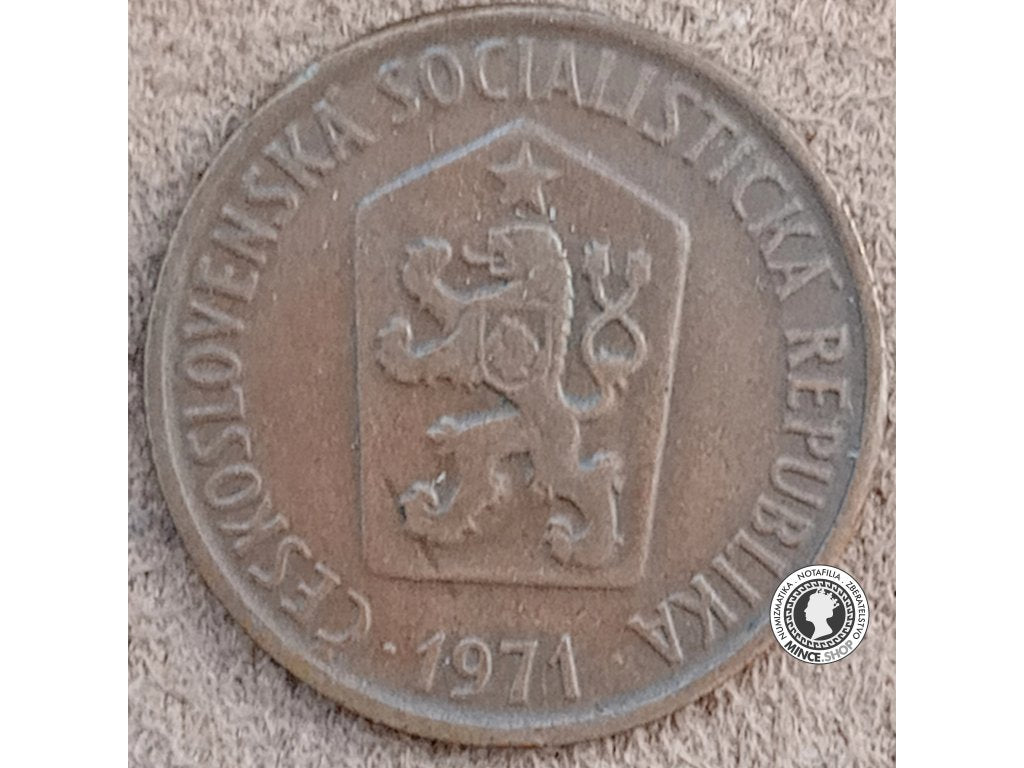 ČESKOSLOVENSKÁ SOCIALISTICKÁ REPUBLIKA
· 1971 ·
NUMIZMATIKA . NOTAFILIA . ZBERATEĽSTVO
MINCE.SHOP